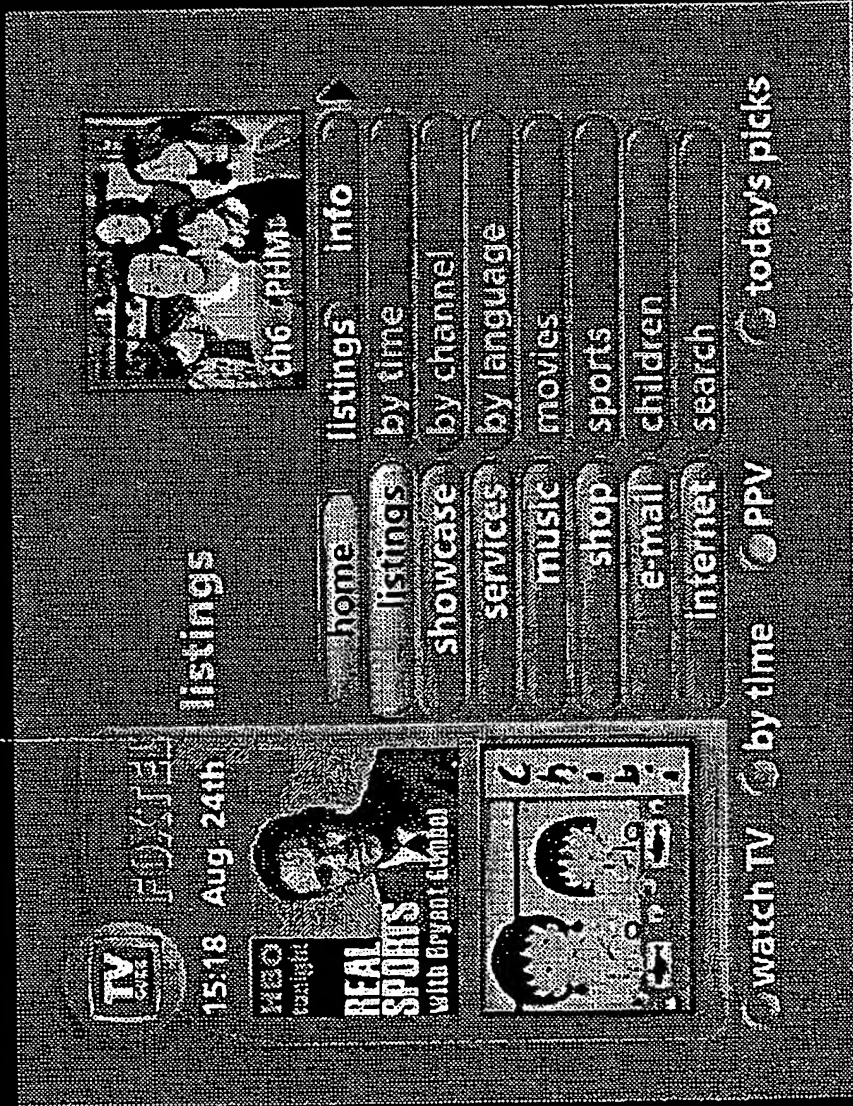 TV
GUIDE
FOXTEL
15:18 Aug 24th
listings
HBO
tonight
REAL
SPORTS
with Bryant Gumbel
ch6
home listings info
listings by time
showcase by channel
services by language
music movies
shop sports
e-mail children
internet search
watch TV by time PPV today's picks